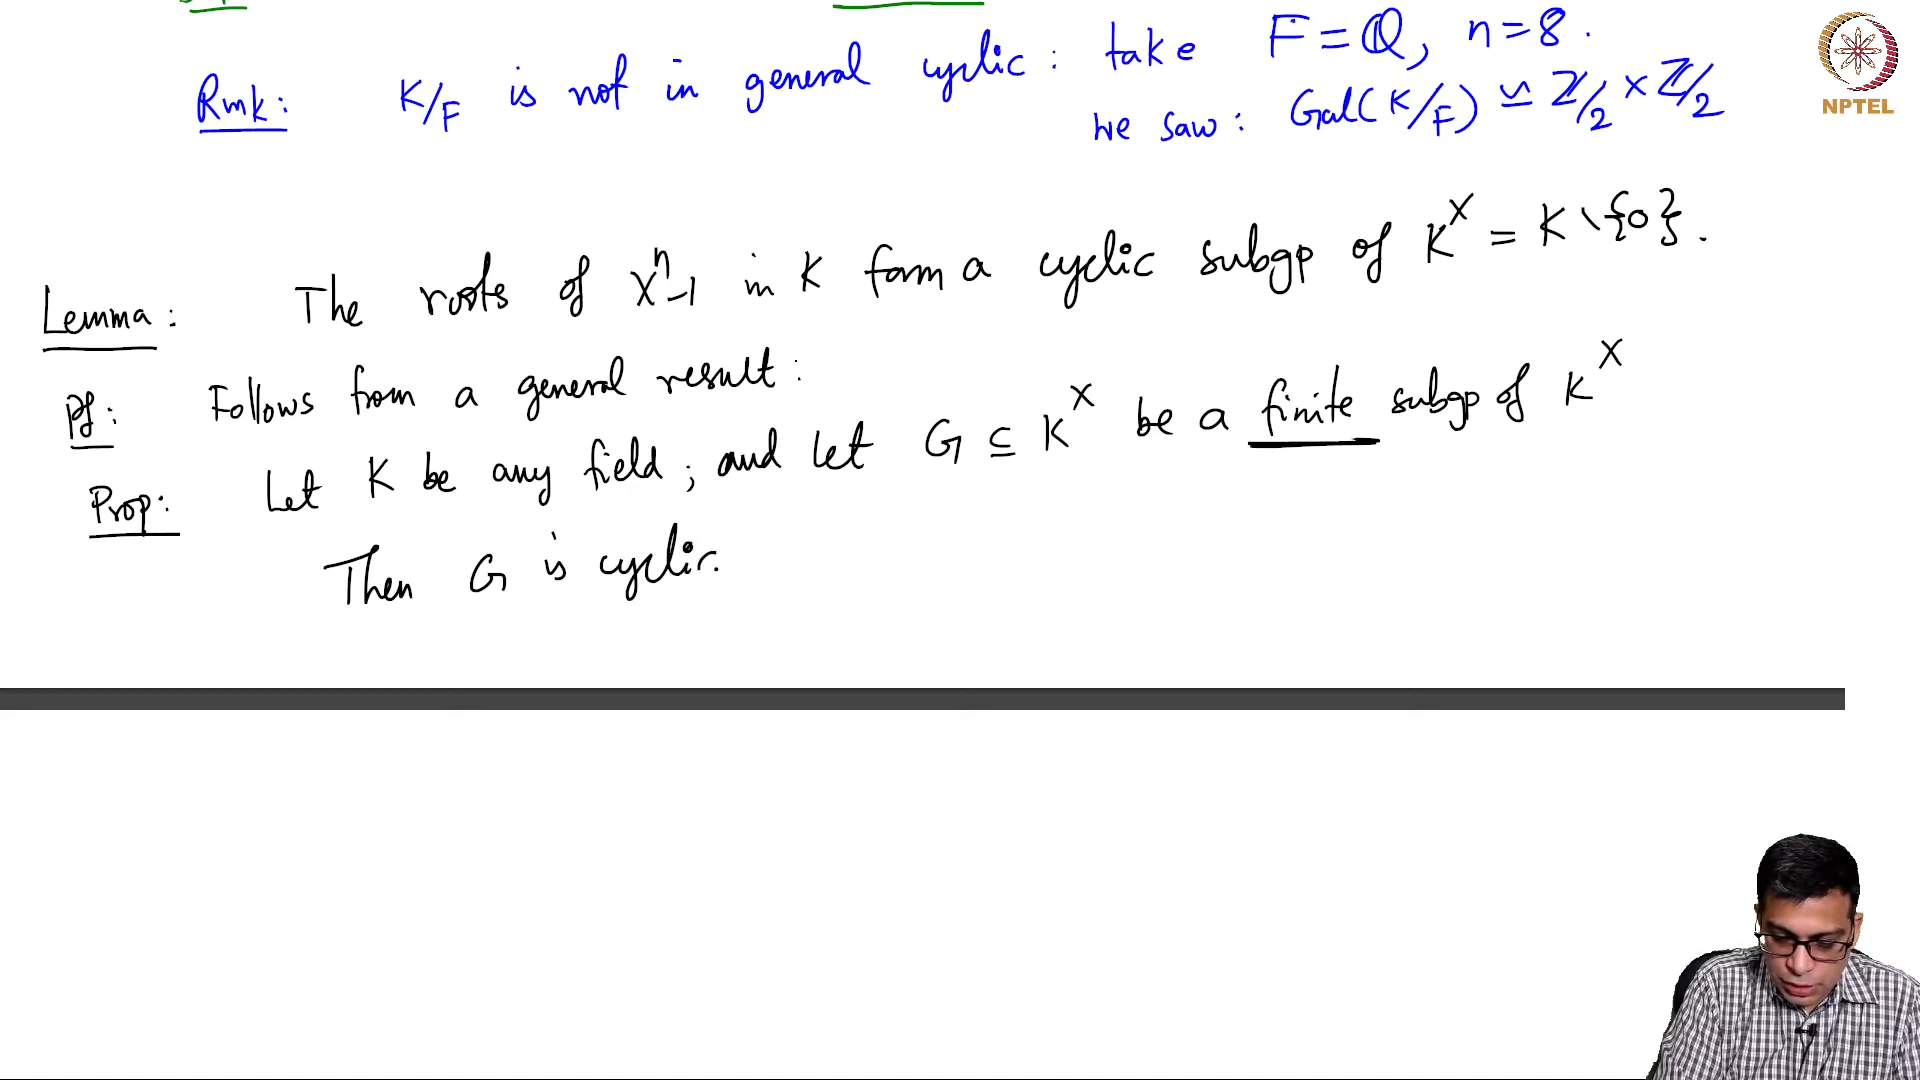 Rmk: K/F is not in general cyclic: take F = ℚ, n = 8.
we saw: Gal(K/F) ≃ ℤ/2 × ℤ/2
NPTEL
Lemma: The roots of X^n-1 in K form a cyclic subgp of K^× = K∖{0}.
Pf: Follows from a general result:
Prop: Let K be any field; and let G ⊆ K^× be a finite subgp of K^×
Then G is cyclic.